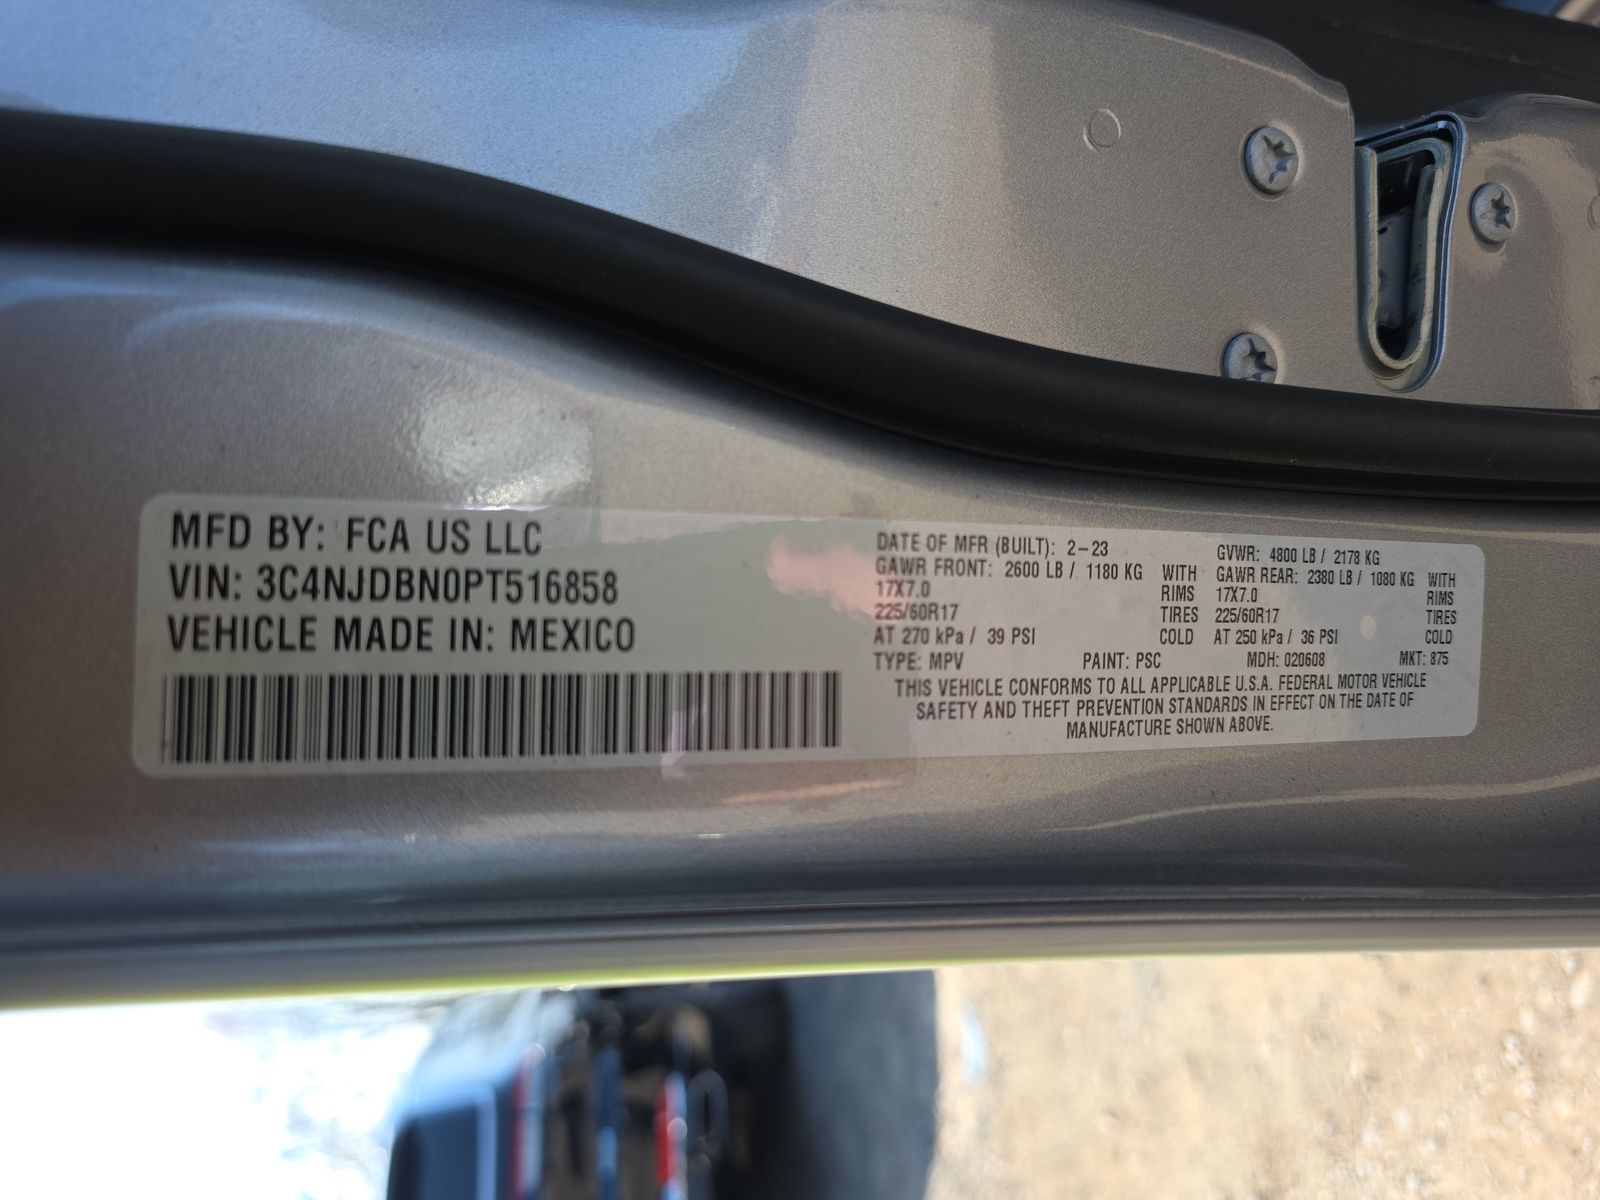 MFD BY: FCA US LLC
VIN: 3C4NJDBN0PT516858
VEHICLE MADE IN: MEXICO
DATE OF MFR (BUILT): 2-23
GAWR FRONT: 2600 LB / 1180 KG WITH
17X7.0 RIMS
225/60R17 TIRES
AT 270 kPa / 39 PSI COLD
GVWR: 4800 LB / 2178 KG
GAWR REAR: 2380 LB / 1080 KG WITH
17X7.0 RIMS
225/60R17 TIRES
AT 250 kPa / 36 PSI COLD
TYPE: MPV PAINT: PSC MDH: 020608 MKT: 875
THIS VEHICLE CONFORMS TO ALL APPLICABLE U.S.A. FEDERAL MOTOR VEHICLE
SAFETY AND THEFT PREVENTION STANDARDS IN EFFECT ON THE DATE OF
MANUFACTURE SHOWN ABOVE.